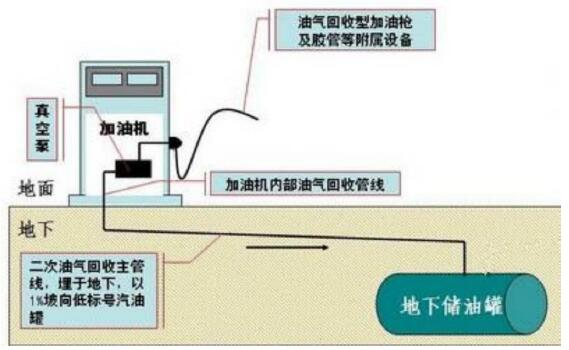 油气回收型加油枪
及胶管等附属设备
真
空
泵
加油机
地面
加油机内部油气回收管线
地下
二次油气回收主管
线，埋于地下，以
1%坡向低标号汽油
罐
地下储油罐